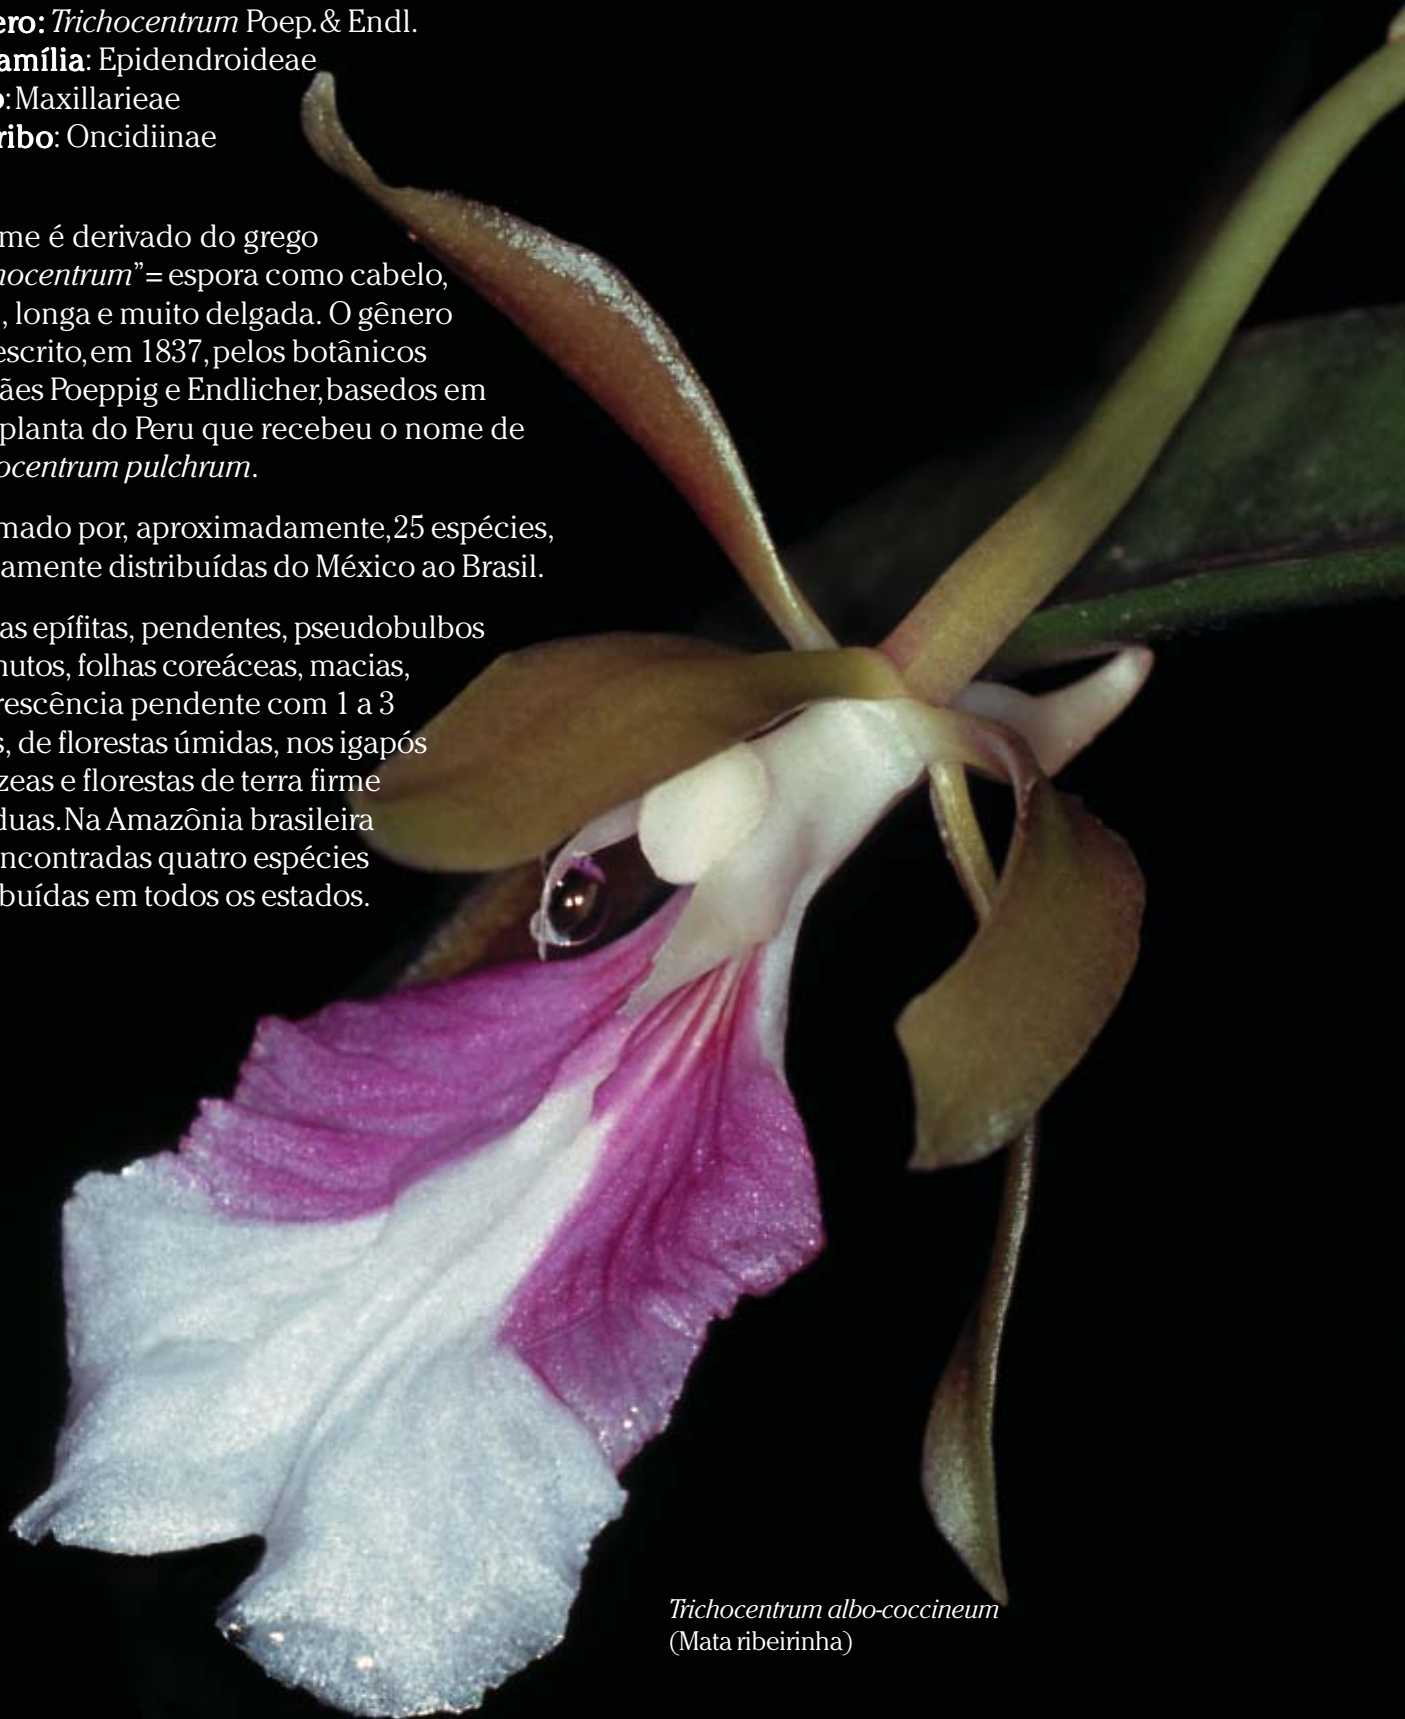 ero: Trichocentrum Poep.& Endl.
amília: Epidendroideae
o: Maxillarieae
ribo: Oncidiinae
me é derivado do grego
hocentrum”= espora como cabelo,
, longa e muito delgada. O gênero
escrito, em 1837, pelos botânicos
ães Poeppig e Endlicher, basedos em
planta do Peru que recebeu o nome de
ocentrum pulchrum.
mado por, aproximadamente, 25 espécies,
amente distribuídas do México ao Brasil.
as epífitas, pendentes, pseudobulbos
nutos, folhas coreáceas, macias,
rescência pendente com 1 a 3
s, de florestas úmidas, nos igapós
zeas e florestas de terra firme
duas. Na Amazônia brasileira
ncontradas quatro espécies
buídas em todos os estados.
Trichocentrum albo-coccineum
(Mata ribeirinha)